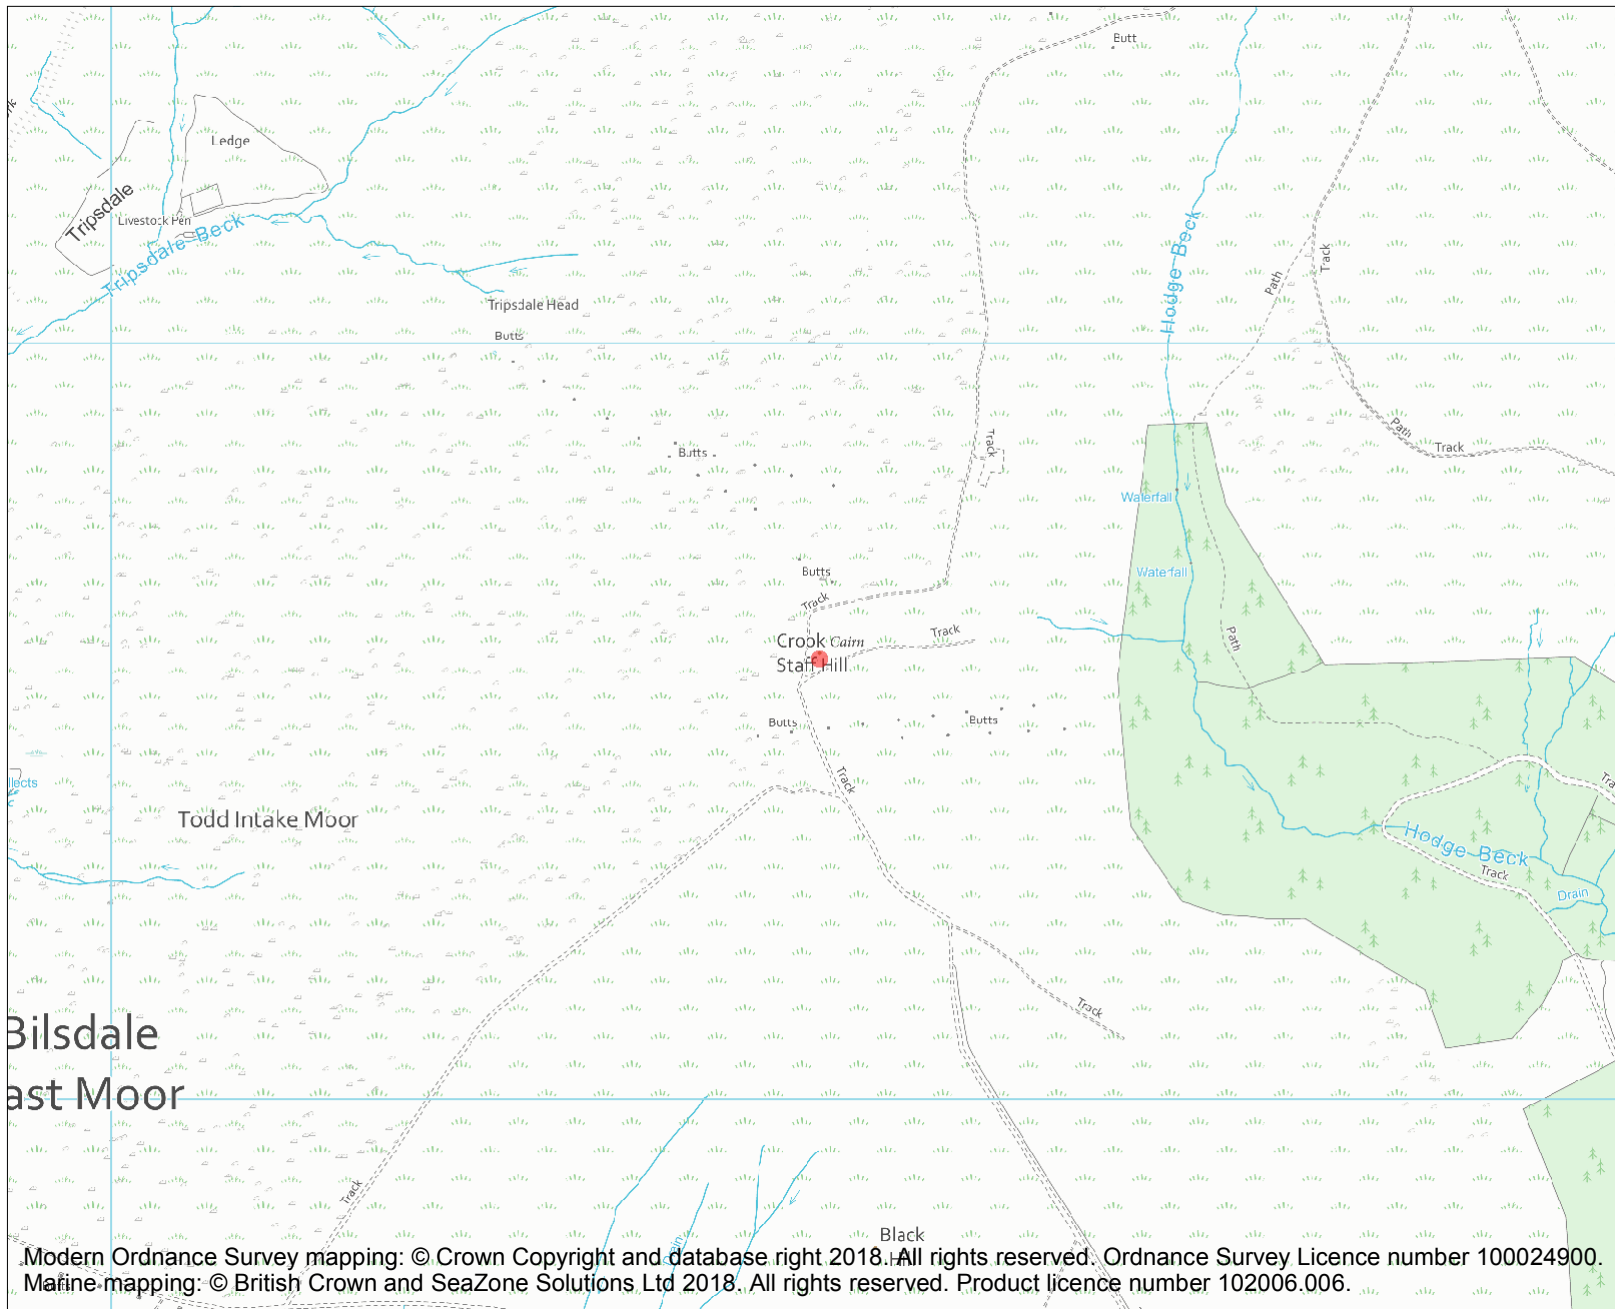 Butt
Ledge
Tripsdale
Livestock Pen
Tripsdale Beck
Hodge Beck
Track
Path
Tripsdale Head
Butts
Path
Track
Track
Butts
Waterfall
Waterfall
Butts
Track
Track
Path
Crook Cairn
Staff Hill
Butts
Butts
Track
llects
Tra
Todd Intake Moor
Hodge Beck
Track
Drain
Track
Bilsdale
ast Moor
Track
Black
Hill
Drain
Modern Ordnance Survey mapping: © Crown Copyright and database right 2018. All rights reserved. Ordnance Survey Licence number 100024900.
Marine mapping: © British Crown and SeaZone Solutions Ltd 2018. All rights reserved. Product licence number 102006.006.